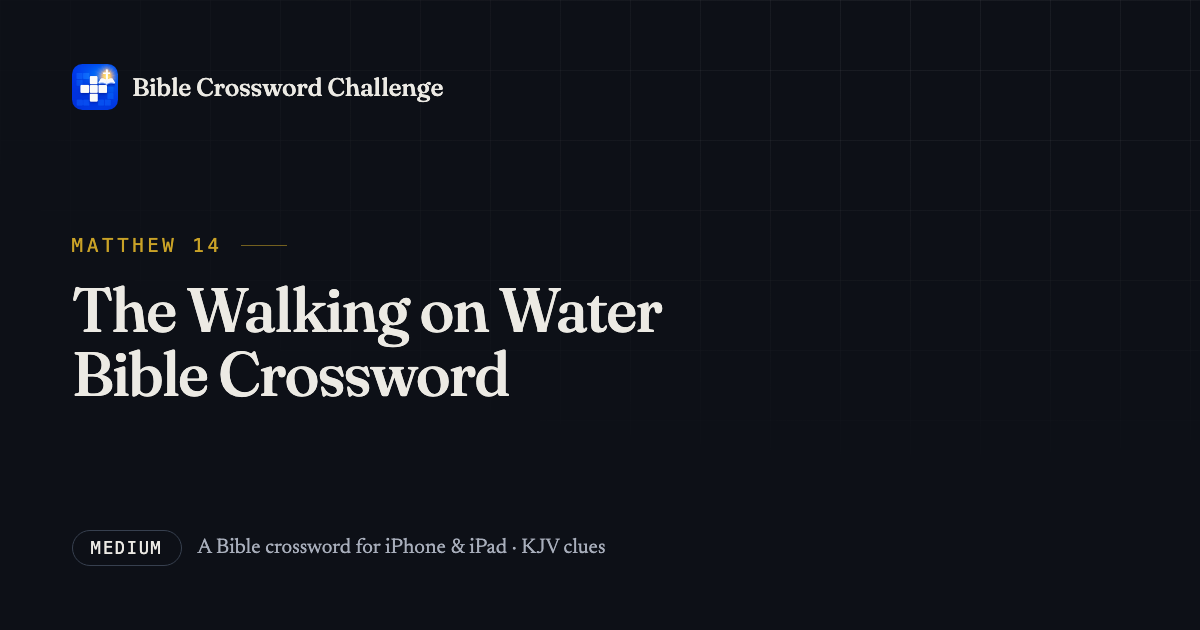 Bible Crossword Challenge
MATTHEW 14
The Walking on Water
Bible Crossword
MEDIUM
A Bible crossword for iPhone & iPad · KJV clues